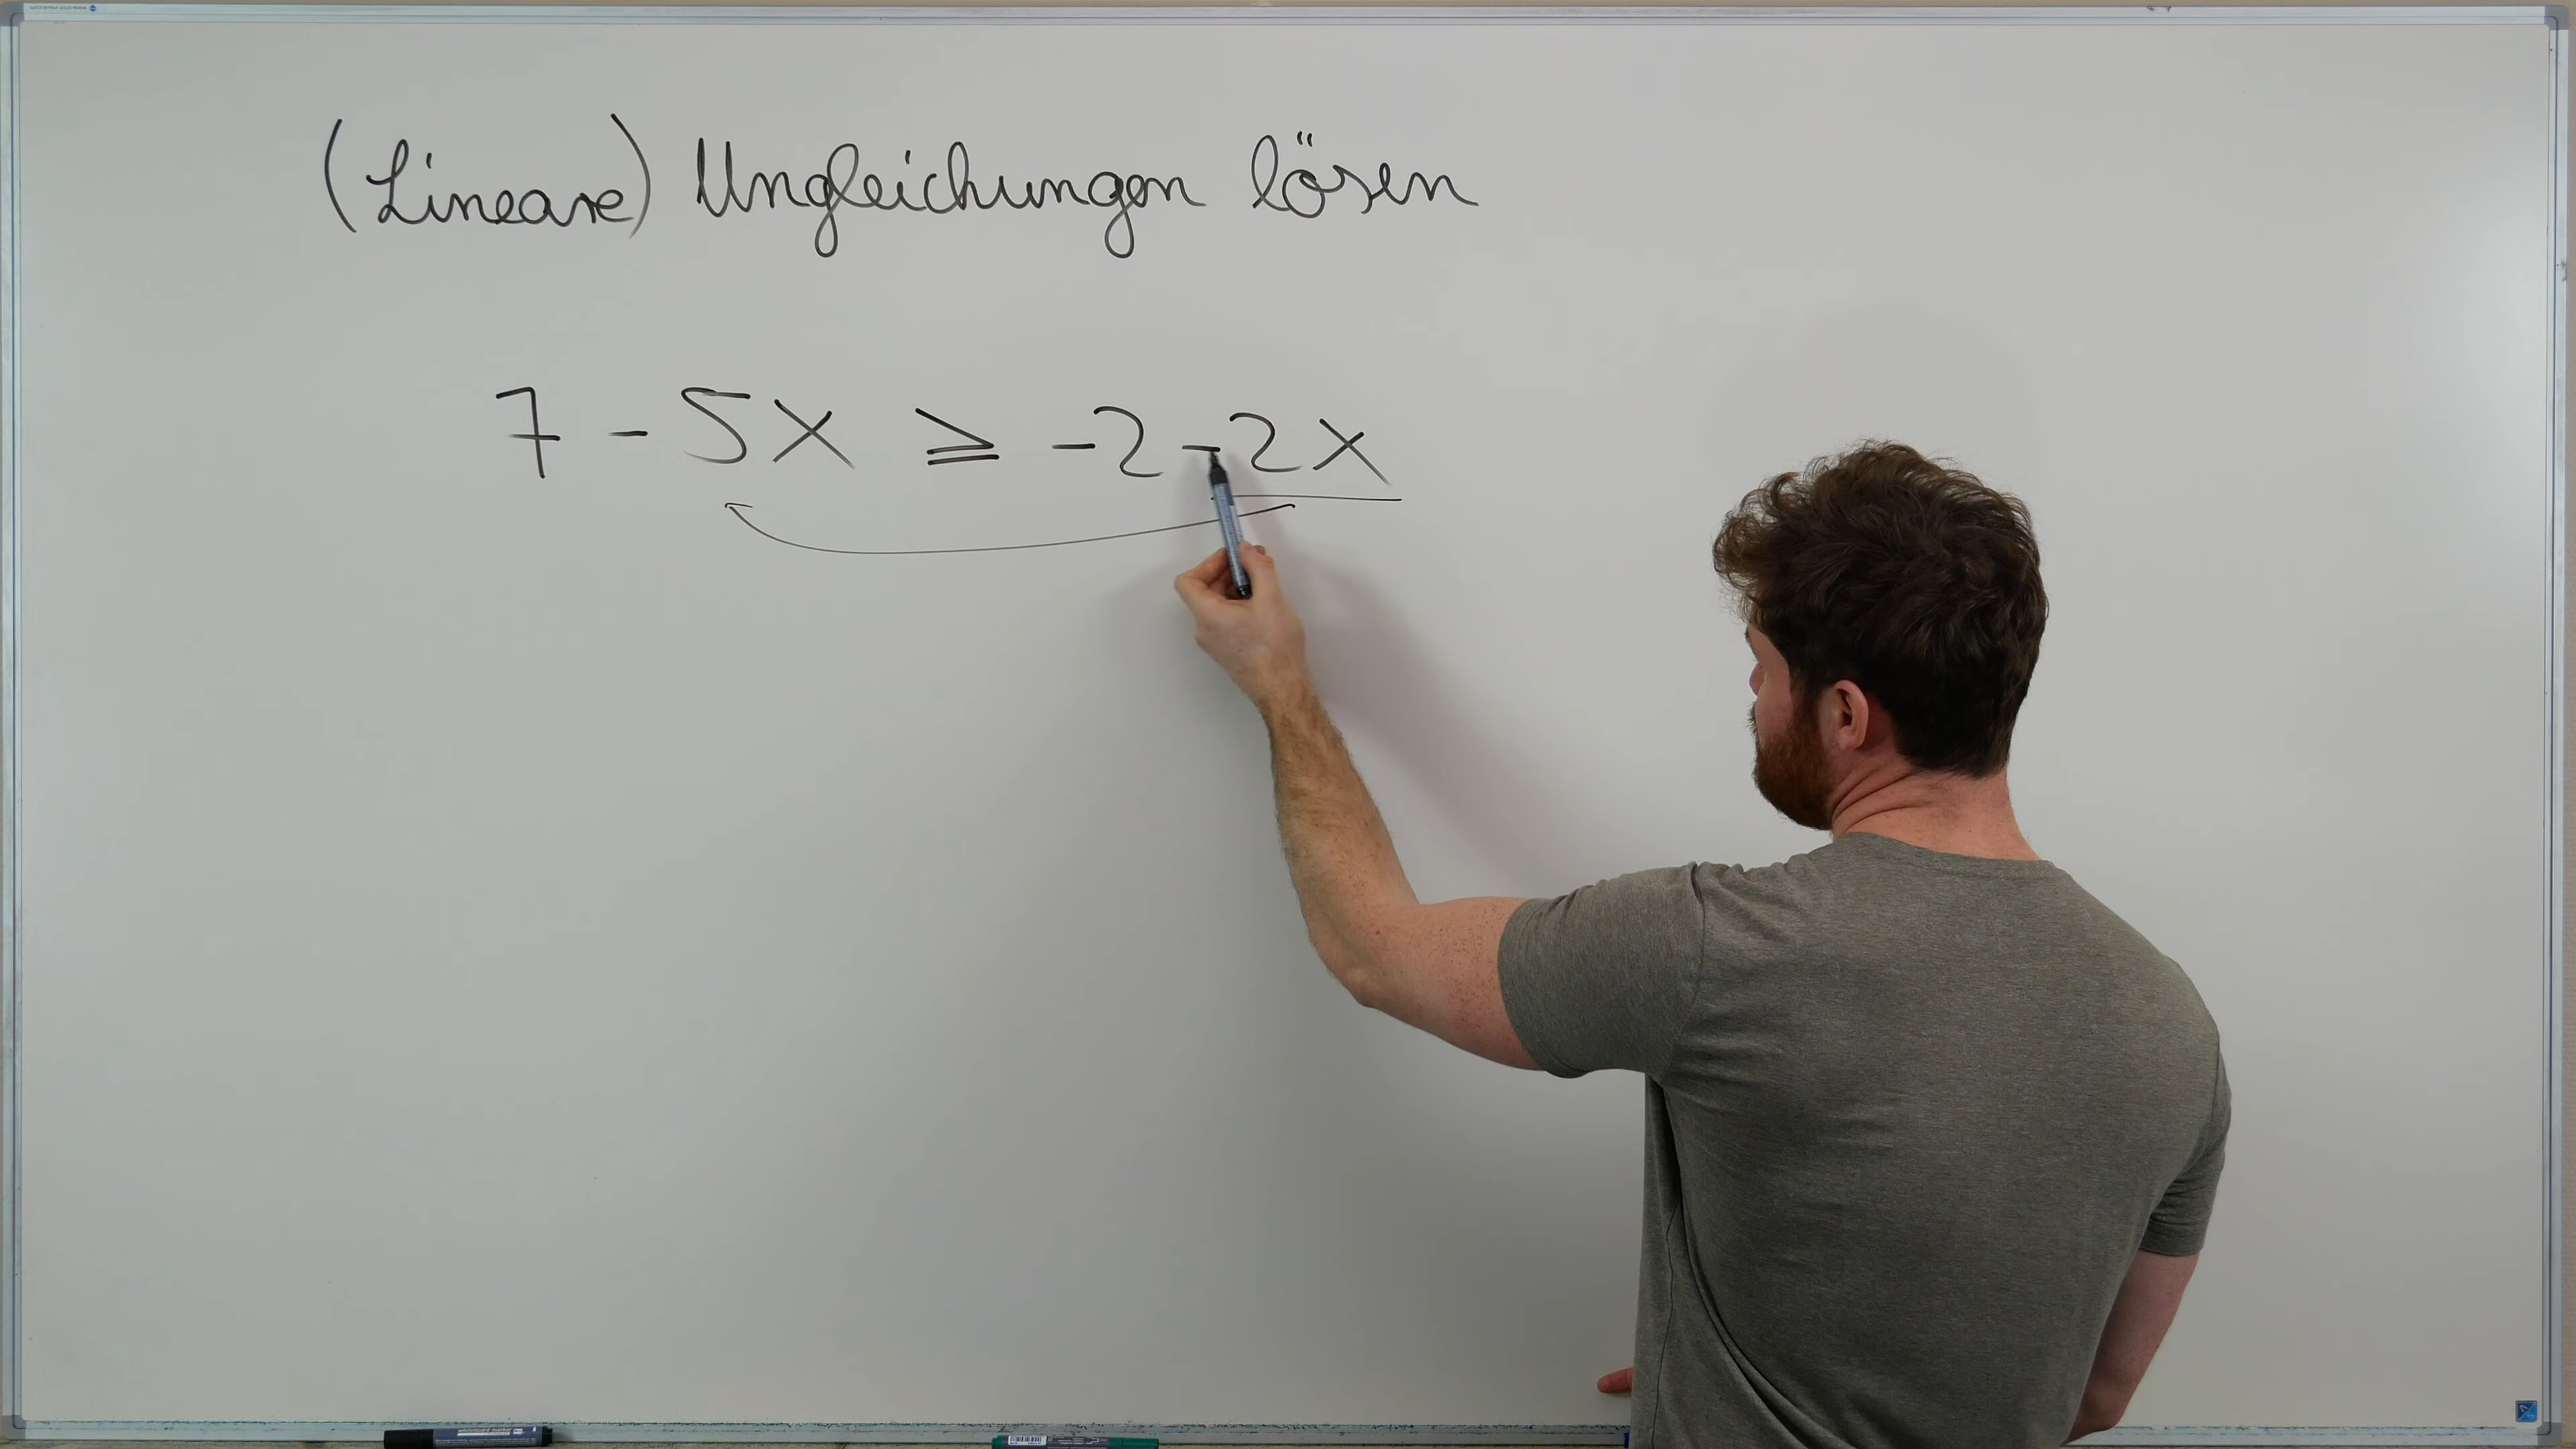 (Lineare) Ungleichungen lösen
7 - 5x ≥ -2-2x